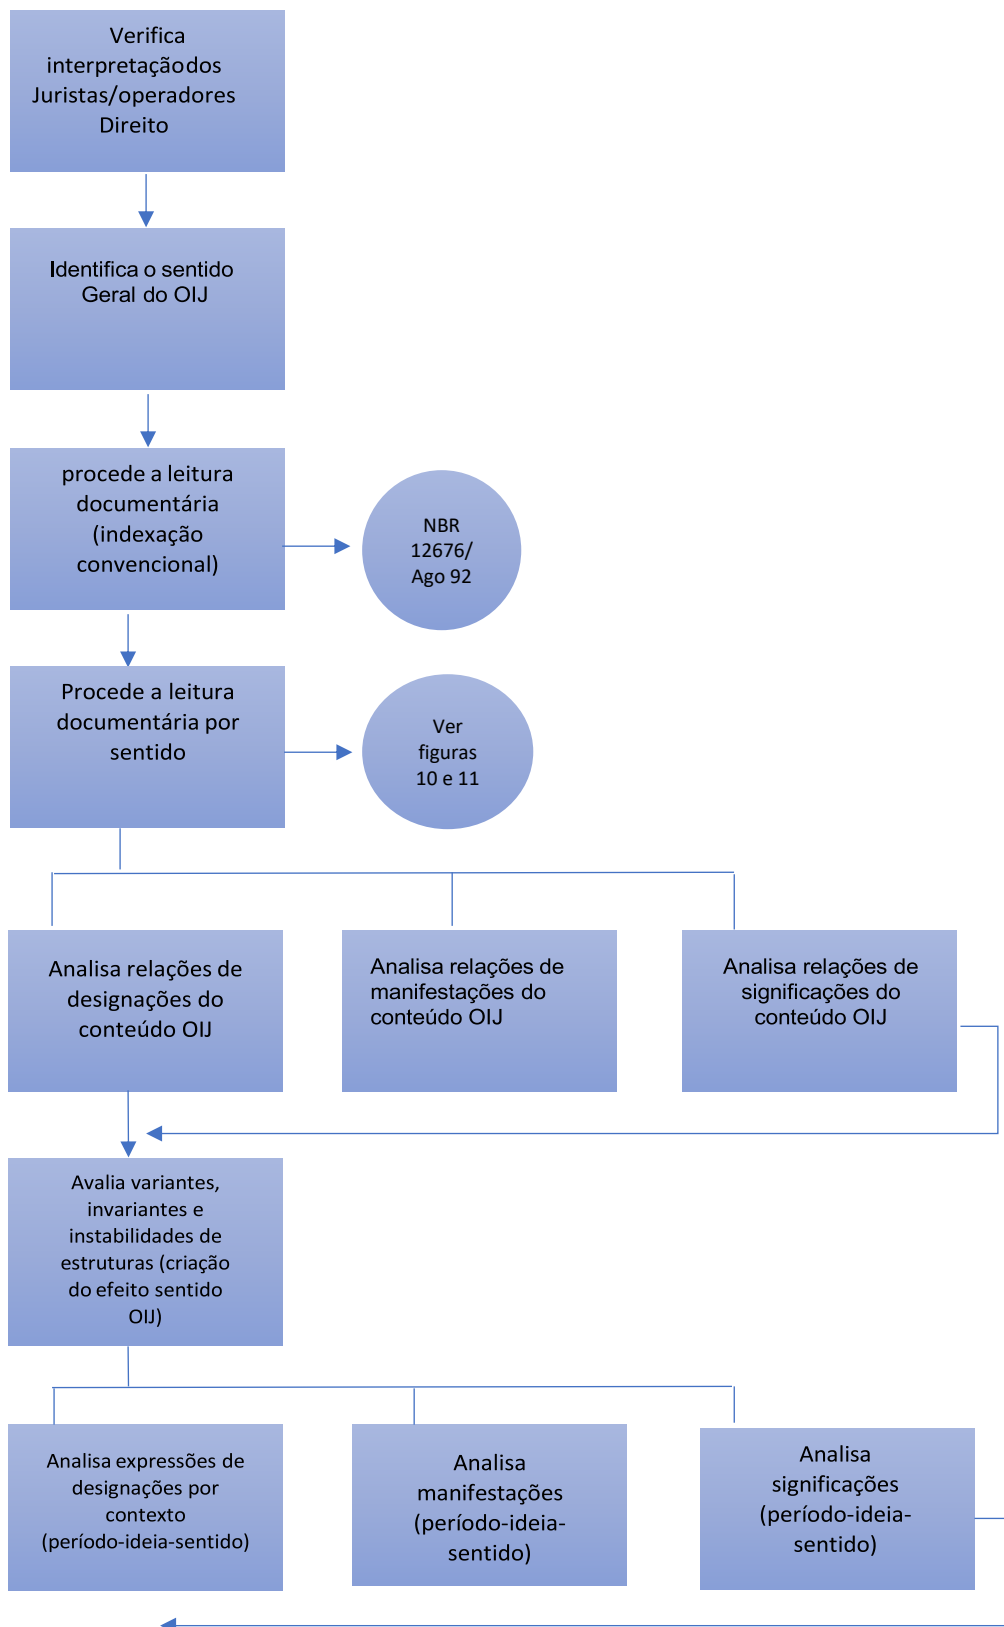 Verifica
interpretação dos
Juristas/operadores
Direito
Identifica o sentido
Geral do OIJ
procede a leitura
documentária
(indexação
convencional)
NBR
12676/
Ago 92
Procede a leitura
documentária por
sentido
Ver
figuras
10 e 11
Analisa relações de
designações do
conteúdo OIJ
Analisa relações de
manifestações do
conteúdo OIJ
Analisa relações de
significações do
conteúdo OIJ
Avalia variantes,
invariantes e
instabilidades de
estruturas (criação
do efeito sentido
OIJ)
Analisa expressões de
designações por
contexto
(período-ideia-sentido)
Analisa
manifestações
(período-ideia-
sentido)
Analisa
significações
(período-ideia-
sentido)